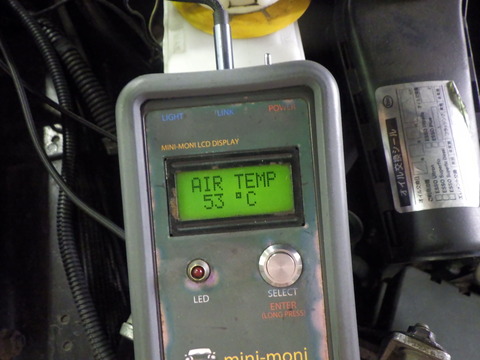 LIGHT
LINK
POWER
MINI-MONI LCD DISPLAY
AIR TEMP
53 °C
LED
SELECT
ENTER
(LONG PRESS)
mini-moni
オイル交換シール